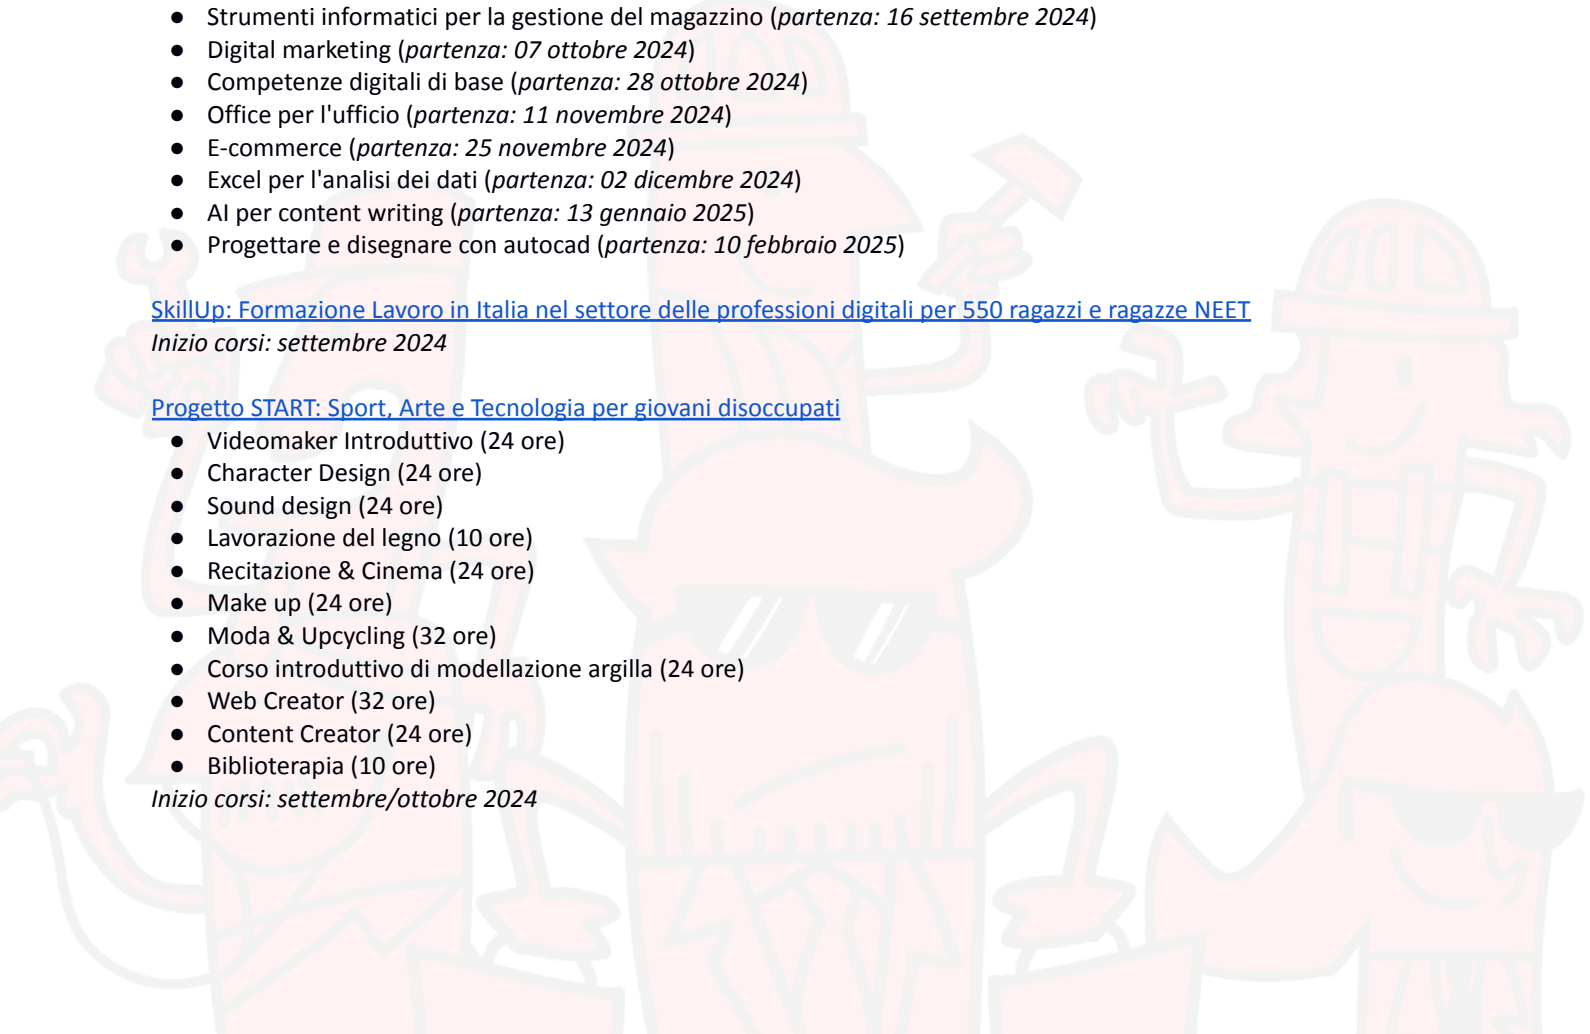 ● Strumenti informatici per la gestione del magazzino (partenza: 16 settembre 2024)
● Digital marketing (partenza: 07 ottobre 2024)
● Competenze digitali di base (partenza: 28 ottobre 2024)
● Office per l'ufficio (partenza: 11 novembre 2024)
● E-commerce (partenza: 25 novembre 2024)
● Excel per l'analisi dei dati (partenza: 02 dicembre 2024)
● AI per content writing (partenza: 13 gennaio 2025)
● Progettare e disegnare con autocad (partenza: 10 febbraio 2025)
SkillUp: Formazione Lavoro in Italia nel settore delle professioni digitali per 550 ragazzi e ragazze NEET
Inizio corsi: settembre 2024
Progetto START: Sport, Arte e Tecnologia per giovani disoccupati
● Videomaker Introduttivo (24 ore)
● Character Design (24 ore)
● Sound design (24 ore)
● Lavorazione del legno (10 ore)
● Recitazione & Cinema (24 ore)
● Make up (24 ore)
● Moda & Upcycling (32 ore)
● Corso introduttivo di modellazione argilla (24 ore)
● Web Creator (32 ore)
● Content Creator (24 ore)
● Biblioterapia (10 ore)
Inizio corsi: settembre/ottobre 2024